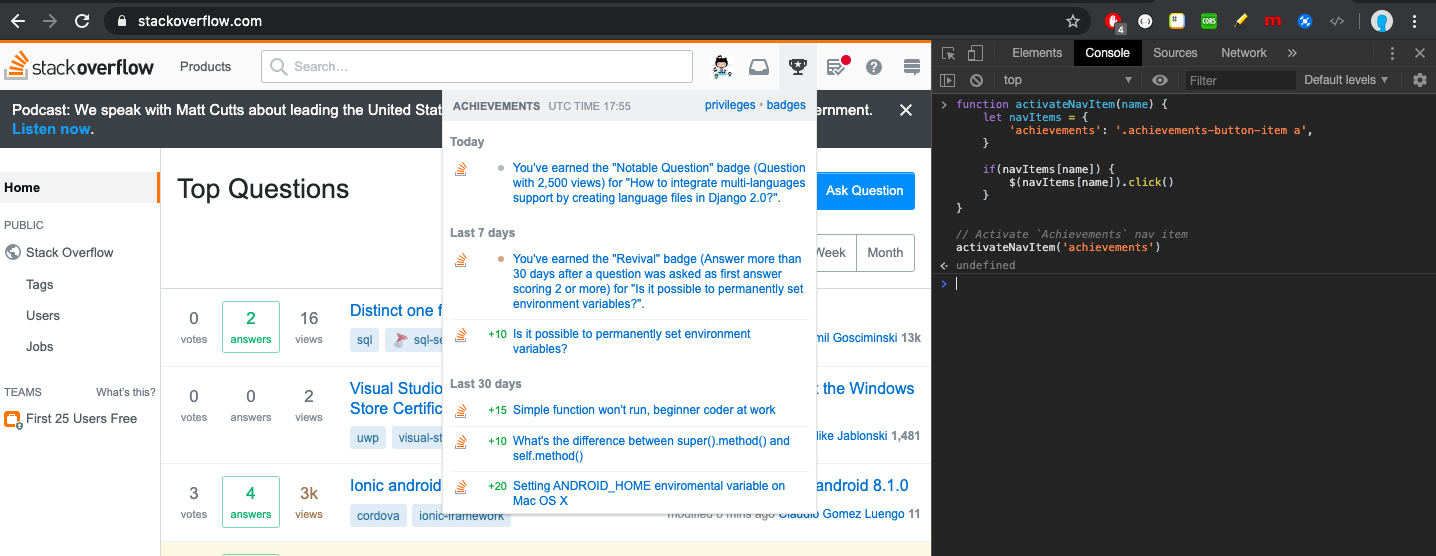 stackoverflow.com
4
CORS
m
stackoverflow
Products
Search...
Elements
Console
Sources
Network
»
top
Filter
Default levels
Podcast: We speak with Matt Cutts about leading the United Stat
ernment.
Listen now.
ACHIEVEMENTS UTC TIME 17:55
privileges • badges
Today
You've earned the "Notable Question" badge (Question
with 2,500 views) for "How to integrate multi-languages
support by creating language files in Django 2.0?".
Last 7 days
You've earned the "Revival" badge (Answer more than
30 days after a question was asked as first answer
scoring 2 or more) for "Is it possible to permanently set
environment variables?".
+10 Is it possible to permanently set environment
variables?
Last 30 days
+15 Simple function won't run, beginner coder at work
+10 What's the difference between super().method() and
self.method()
+20 Setting ANDROID_HOME enviromental variable on
Mac OS X
Home
PUBLIC
Stack Overflow
Tags
Users
Jobs
TEAMS
What's this?
First 25 Users Free
Top Questions
Ask Question
Week
Month
0 2 16
votes answers views
Distinct one f
sql sql-se
mil Gosciminski 13k
0 0 2
votes answers views
Visual Studio
t the Windows
Store Certific
uwp visual-st
like Jablonski 1,481
3 4 3k
votes answers views
Ionic android
android 8.1.0
cordova ionic-framework
modified 8 mins ago Claudio Gomez Luengo 11
function activateNavItem(name) {
let navItems = {
'achievements': '.achievements-button-item a',
}
if(navItems[name]) {
$(navItems[name]).click()
}
}
// Activate `Achievements` nav item
activateNavItem('achievements')
undefined